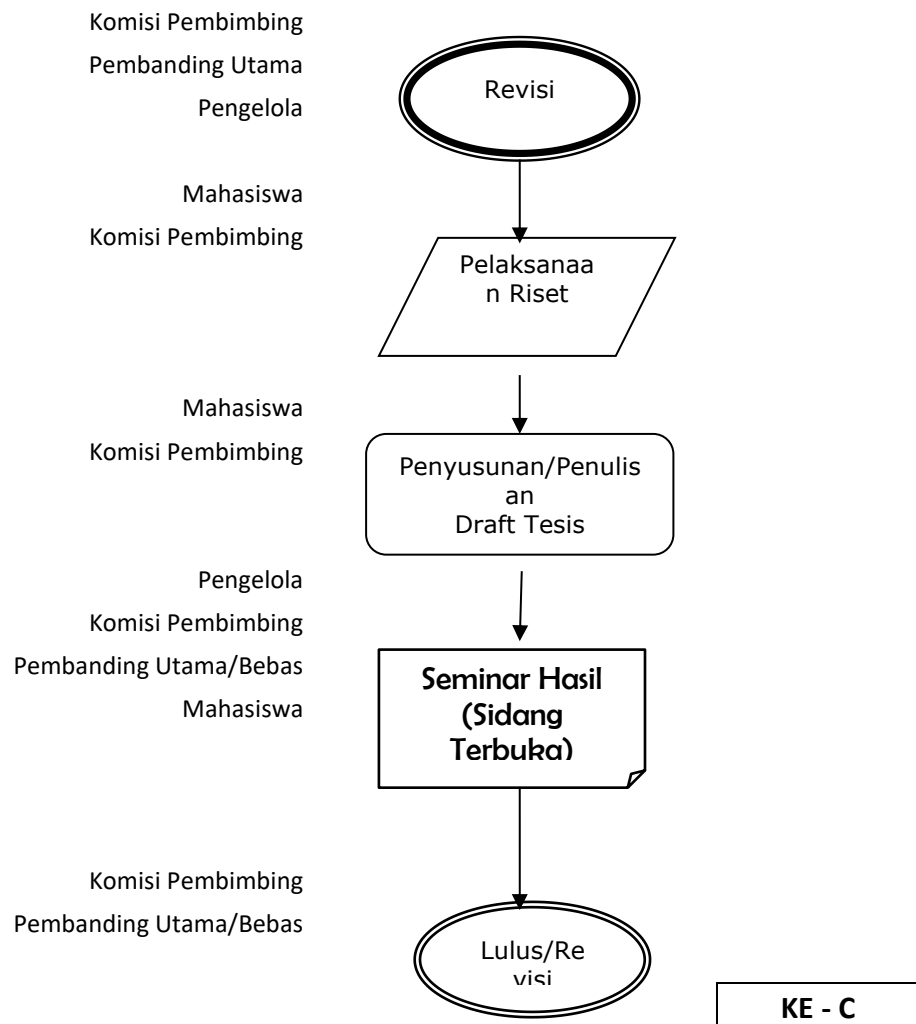 Komisi Pembimbing
Pembanding Utama
Pengelola
Revisi
Mahasiswa
Komisi Pembimbing
Pelaksanaa
n Riset
Mahasiswa
Komisi Pembimbing
Penyusunan/Penulis
an
Draft Tesis
Pengelola
Komisi Pembimbing
Pembanding Utama/Bebas
Mahasiswa
Seminar Hasil
(Sidang
Terbuka)
Komisi Pembimbing
Pembanding Utama/Bebas
Lulus/Re
visi
KE - C